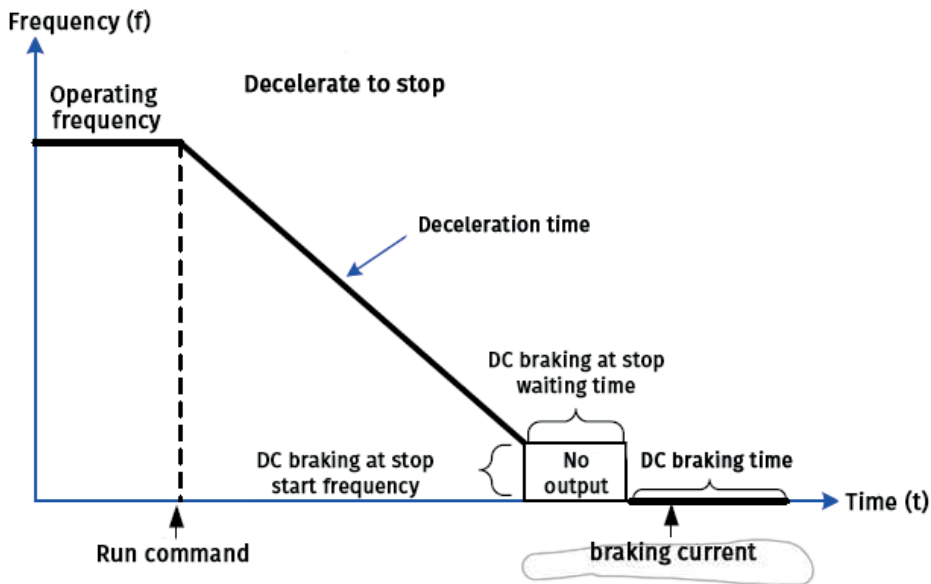 Frequency (f)
Decelerate to stop
Operating
frequency
Deceleration time
DC braking at stop
waiting time
DC braking at stop
start frequency
No
output
DC braking time
Time (t)
Run command
braking current